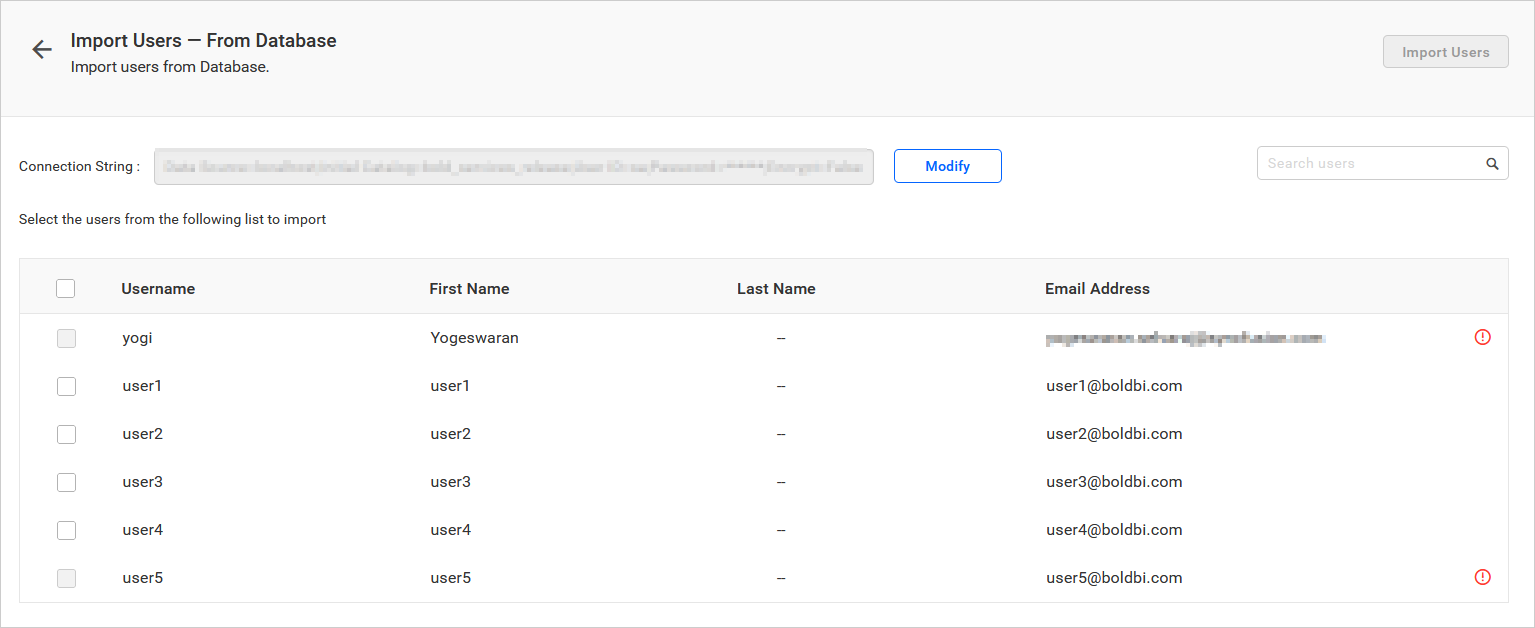 Import Users — From Database
Import users from Database.
Import Users
Connection String :
Modify
Search users
Select the users from the following list to import
Username First Name Last Name Email Address
yogi Yogeswaran --
user1 user1 -- user1@boldbi.com
user2 user2 -- user2@boldbi.com
user3 user3 -- user3@boldbi.com
user4 user4 -- user4@boldbi.com
user5 user5 -- user5@boldbi.com